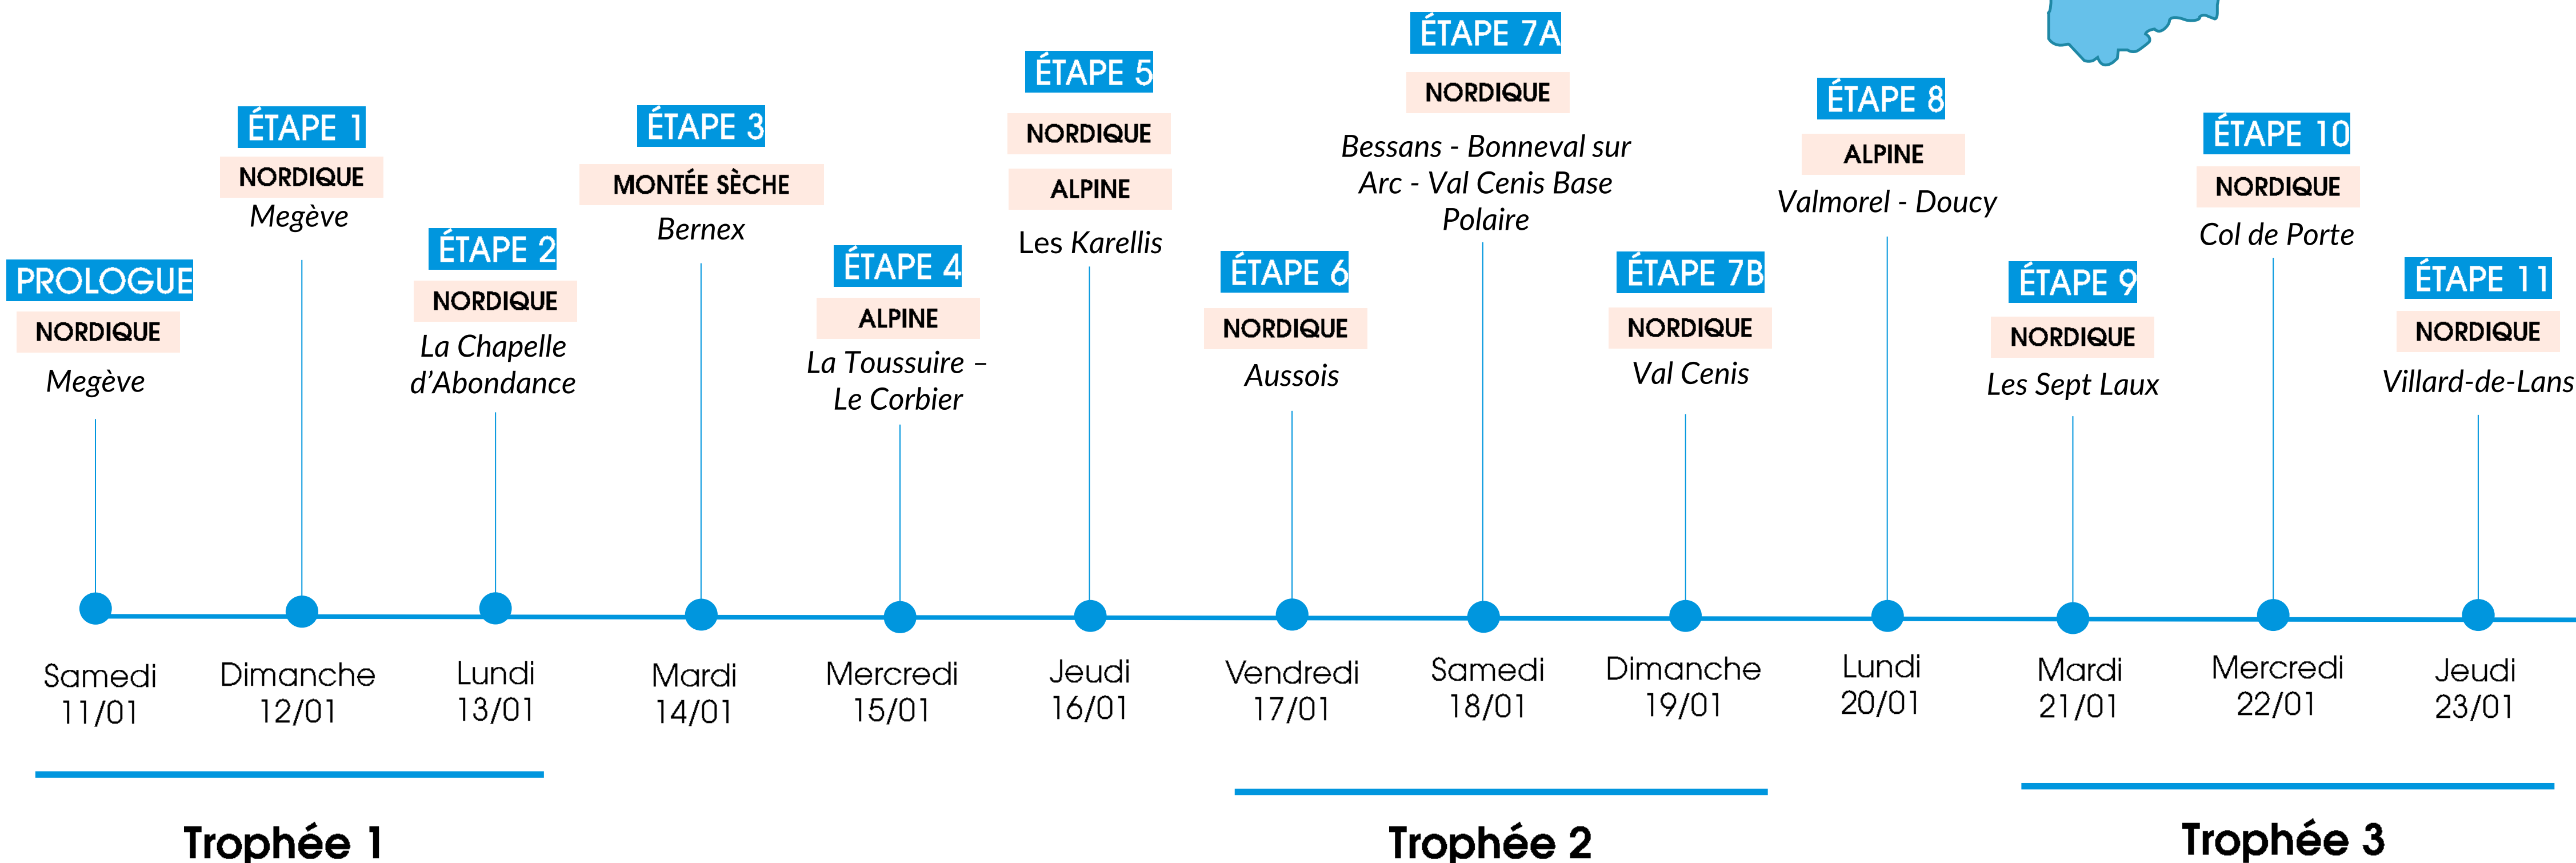 PROLOGUE
NORDIQUE
Megève
ÉTAPE 1
NORDIQUE
Megève
ÉTAPE 2
NORDIQUE
La Chapelle
d'Abondance
ÉTAPE 3
MONTÉE SÈCHE
Bernex
ÉTAPE 4
ALPINE
La Toussuire –
Le Corbier
ÉTAPE 5
NORDIQUE
ALPINE
Les Karellis
ÉTAPE 6
NORDIQUE
Aussois
ÉTAPE 7A
NORDIQUE
Bessans - Bonneval sur
Arc - Val Cenis Base
Polaire
ÉTAPE 7B
NORDIQUE
Val Cenis
ÉTAPE 8
ALPINE
Valmorel - Doucy
ÉTAPE 9
NORDIQUE
Les Sept Laux
ÉTAPE 10
NORDIQUE
Col de Porte
ÉTAPE 11
NORDIQUE
Villard-de-Lans
Samedi
11/01
Dimanche
12/01
Lundi
13/01
Mardi
14/01
Mercredi
15/01
Jeudi
16/01
Vendredi
17/01
Samedi
18/01
Dimanche
19/01
Lundi
20/01
Mardi
21/01
Mercredi
22/01
Jeudi
23/01
Trophée 1
Trophée 2
Trophée 3